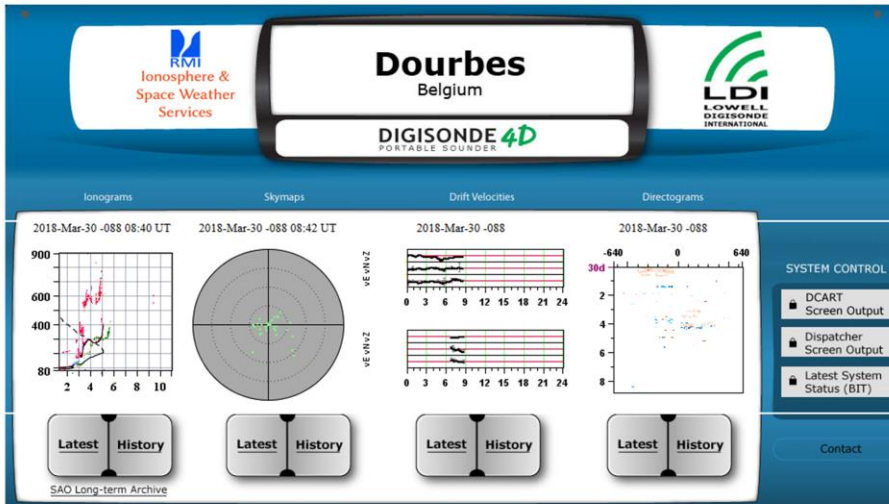 RMI
Ionosphere &
Space Weather
Services
Dourbes
Belgium
DIGISONDE 4D
PORTABLE SOUNDER
LDI
LOWELL
DIGISONDE
INTERNATIONAL
Ionograms
Skymaps
Drift Velocities
Directograms
2018-Mar-30 -088 08:40 UT
2018-Mar-30 -088 08:42 UT
2018-Mar-30 -088
2018-Mar-30 -088
900
600
400
80
2 4 6 8 10
vE vN vZ
0 3 6 9 12 15 18 21 24
vE vN vZ
0 3 6 9 12 15 18 21 24
-640 0 640
30d
2
4
6
8
SYSTEM CONTROL
DCART
Screen Output
Dispatcher
Screen Output
Latest System
Status (BIT)
Contact
Latest History
Latest History
Latest History
Latest History
SAO Long-term Archive